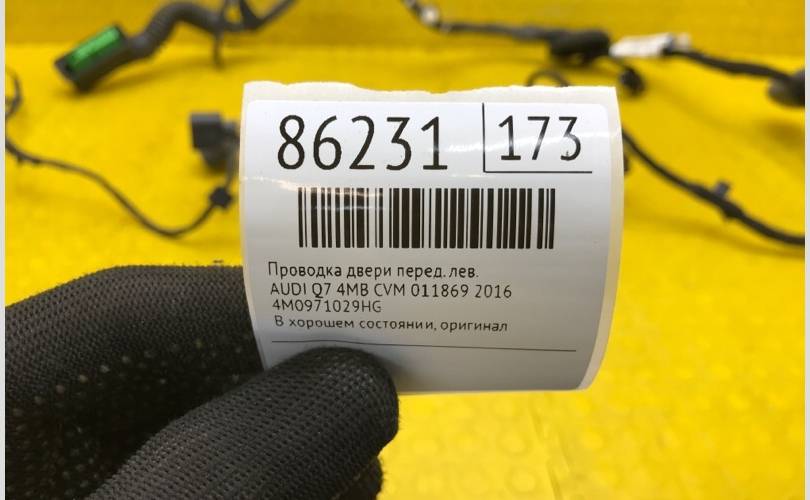 86231 173
Проводка двери перед. лев.
AUDI Q7 4MB CVM 011869 2016
4M0971029HG
В хорошем состоянии, оригинал